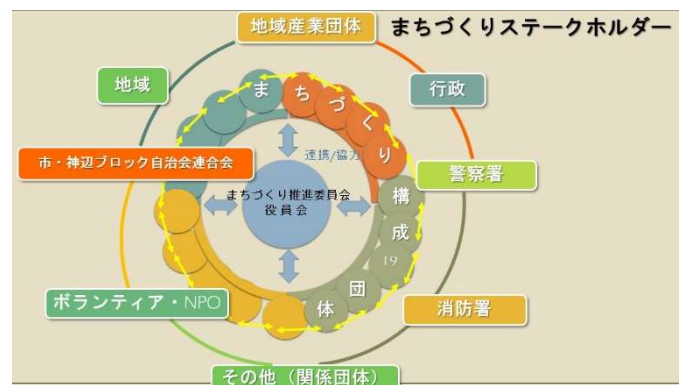 まちづくりステークホルダー
地域産業団体
地域
行政
まちづくり
連携/協力
市・神辺ブロック自治会連合会
警察署
まちづくり推進委員会
役員会
構成19団体
ボランティア・NPO
消防署
その他（関係団体）